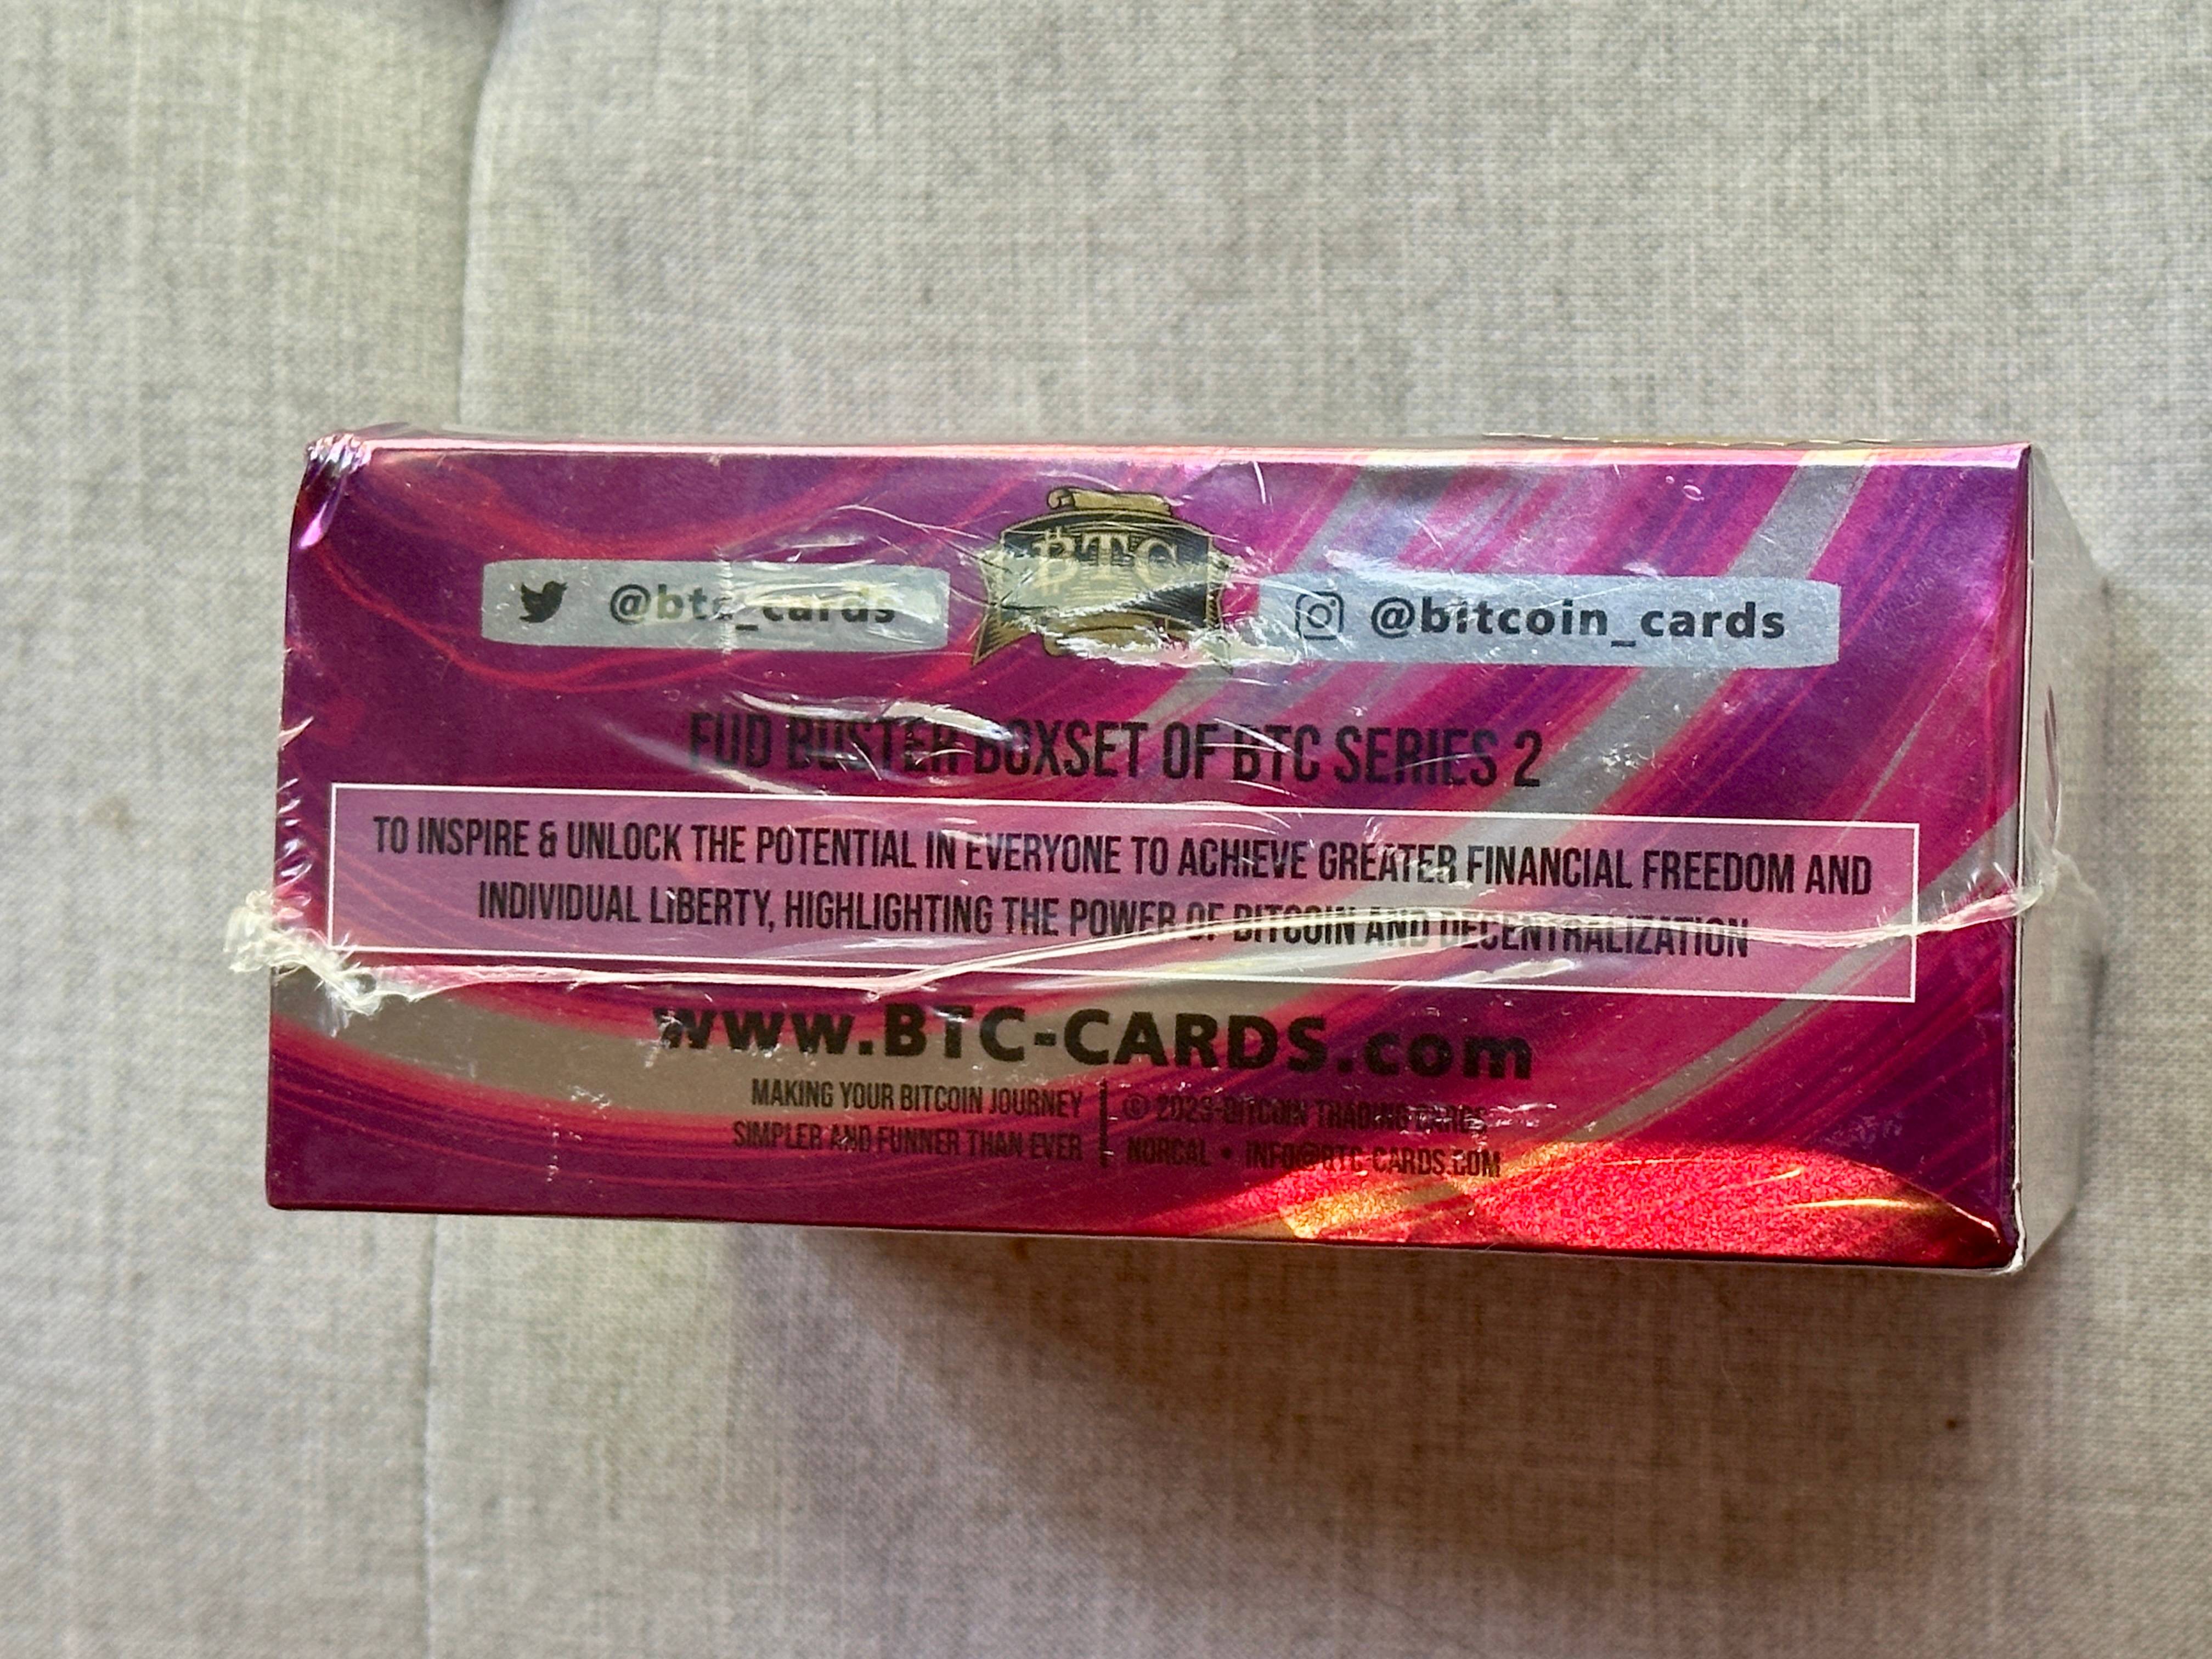 @btc_cards
₿TC
@bitcoin_cards
FUD BUSTER BOXSET OF BTC SERIES 2
TO INSPIRE & UNLOCK THE POTENTIAL IN EVERYONE TO ACHIEVE GREATER FINANCIAL FREEDOM AND
INDIVIDUAL LIBERTY, HIGHLIGHTING THE POWER OF BITCOIN AND DECENTRALIZATION
www.BTC-CARDS.com
MAKING YOUR BITCOIN JOURNEY
SIMPLER AND FUNNER THAN EVER
© 2023 BITCOIN TRADING CARDS
NORCAL • INFO@BTC-CARDS.COM